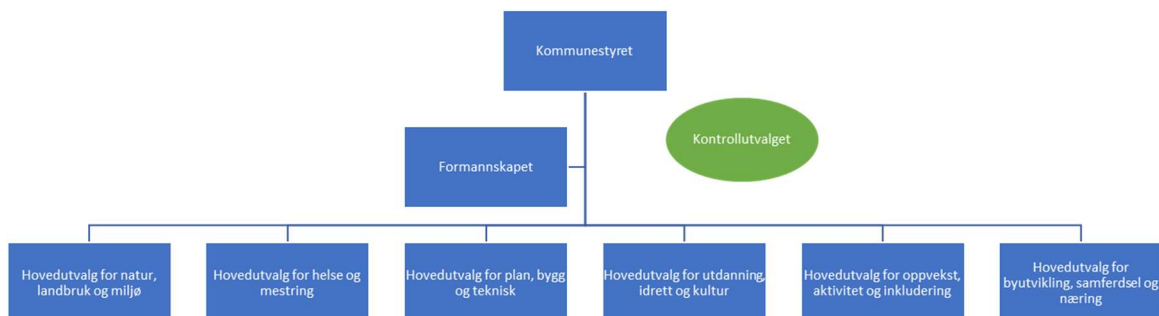 Kommunestyret
Kontrollutvalget
Formannskapet
Hovedutvalg for natur,
landbruk og miljø
Hovedutvalg for helse og
mestring
Hovedutvalg for plan, bygg
og teknisk
Hovedutvalg for utdanning,
idrett og kultur
Hovedutvalg for oppvekst,
aktivitet og inkludering
Hovedutvalg for
byutvikling, samferdsel og
næring